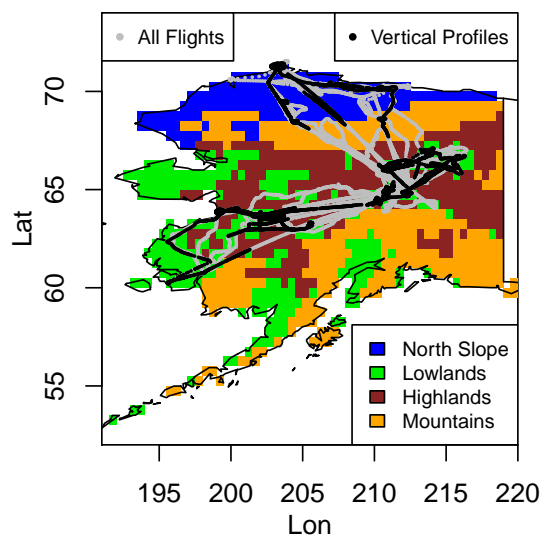 All Flights
Vertical Profiles
70
65
60
55
Lat
North Slope
Lowlands
Highlands
Mountains
195 200 205 210 215 220
Lon